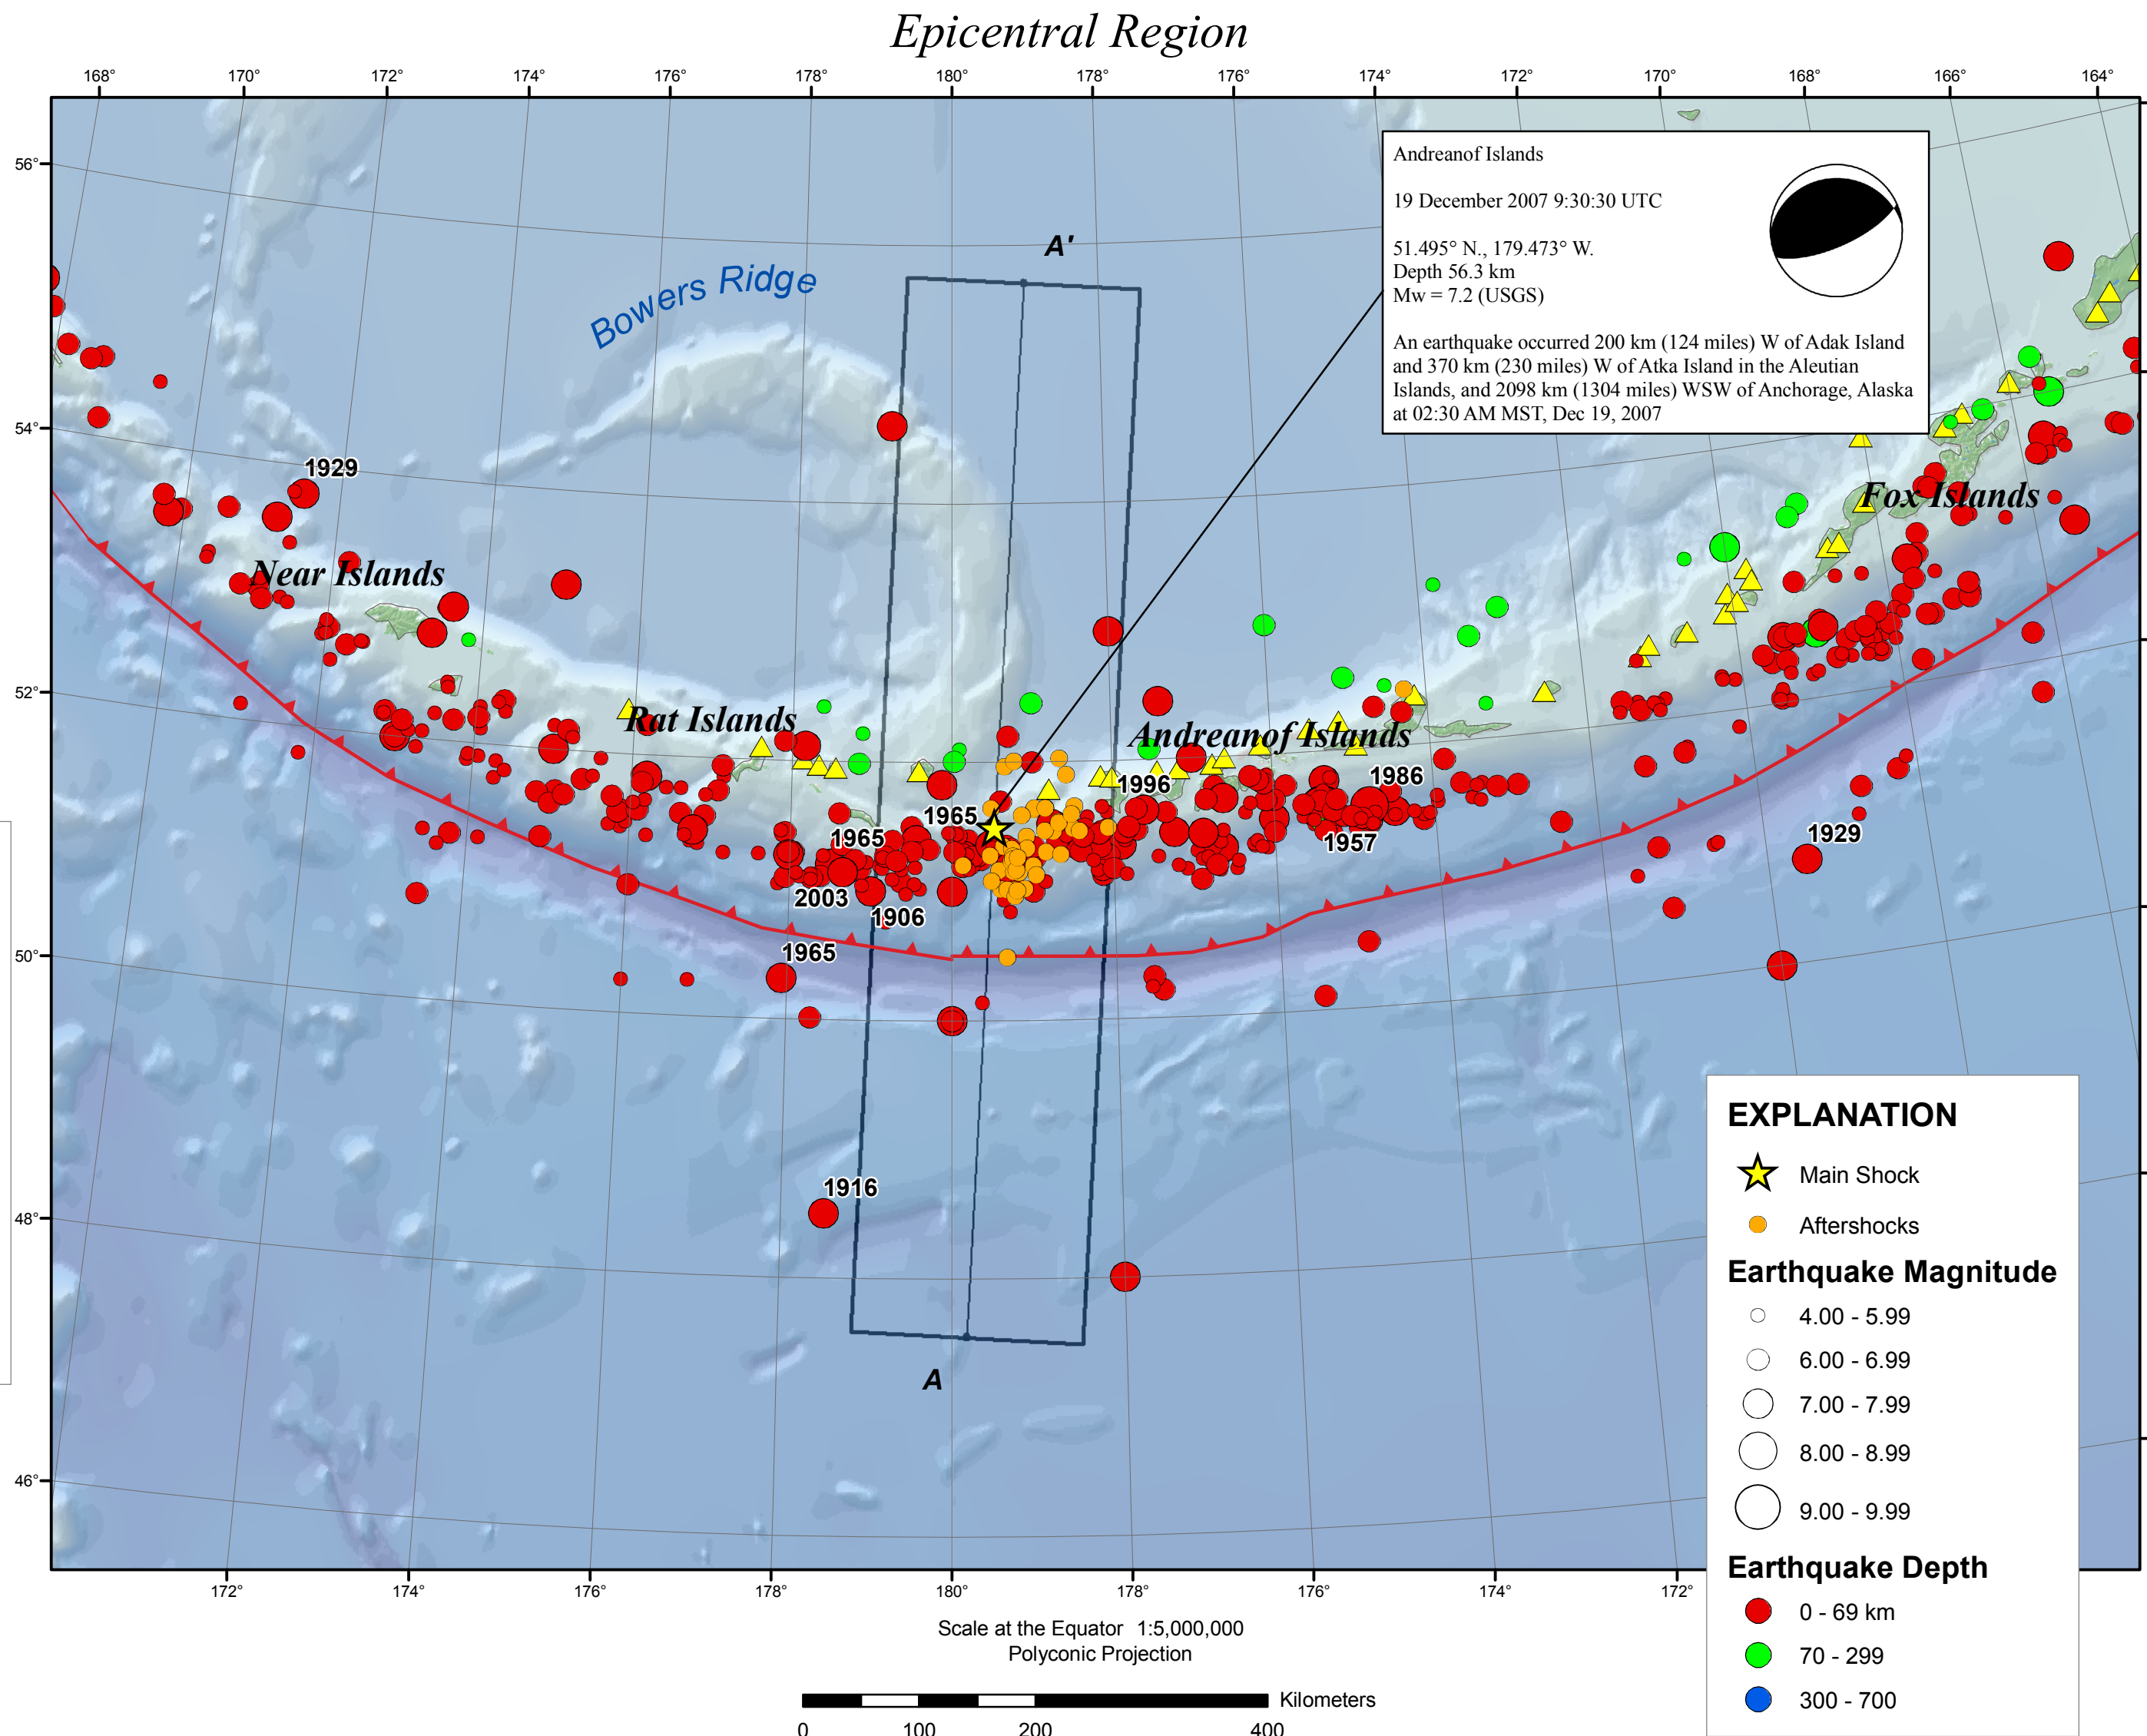 Epicentral Region
168° 170° 172° 174° 176° 178° 180° 178° 176° 174° 172° 170° 168° 166° 164°
56°
54°
52°
50°
48°
46°
Andreanof Islands
19 December 2007 9:30:30 UTC
51.495° N., 179.473° W.
Depth 56.3 km
Mw = 7.2 (USGS)
An earthquake occurred 200 km (124 miles) W of Adak Island
and 370 km (230 miles) W of Atka Island in the Aleutian
Islands, and 2098 km (1304 miles) WSW of Anchorage, Alaska
at 02:30 AM MST, Dec 19, 2007
A'
Bowers Ridge
1929
Fox Islands
Near Islands
Rat Islands
Andreanof Islands
1996
1986
1965
1965
1957
1929
2003
1906
1965
1916
A
EXPLANATION
Main Shock
Aftershocks
Earthquake Magnitude
4.00 - 5.99
6.00 - 6.99
7.00 - 7.99
8.00 - 8.99
9.00 - 9.99
Earthquake Depth
0 - 69 km
70 - 299
300 - 700
172° 174° 176° 178° 180° 178° 176° 174° 172°
Scale at the Equator 1:5,000,000
Polyconic Projection
Kilometers
0 100 200 400